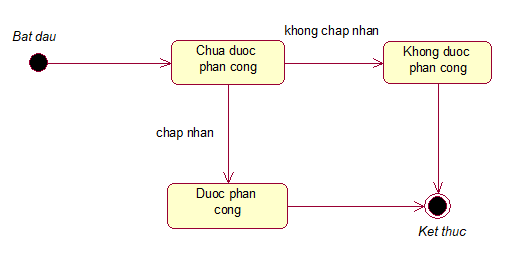 Bat dau
khong chap nhan
Chua duoc
phan cong
Khong duoc
phan cong
chap nhan
Duoc phan
cong
Ket thuc